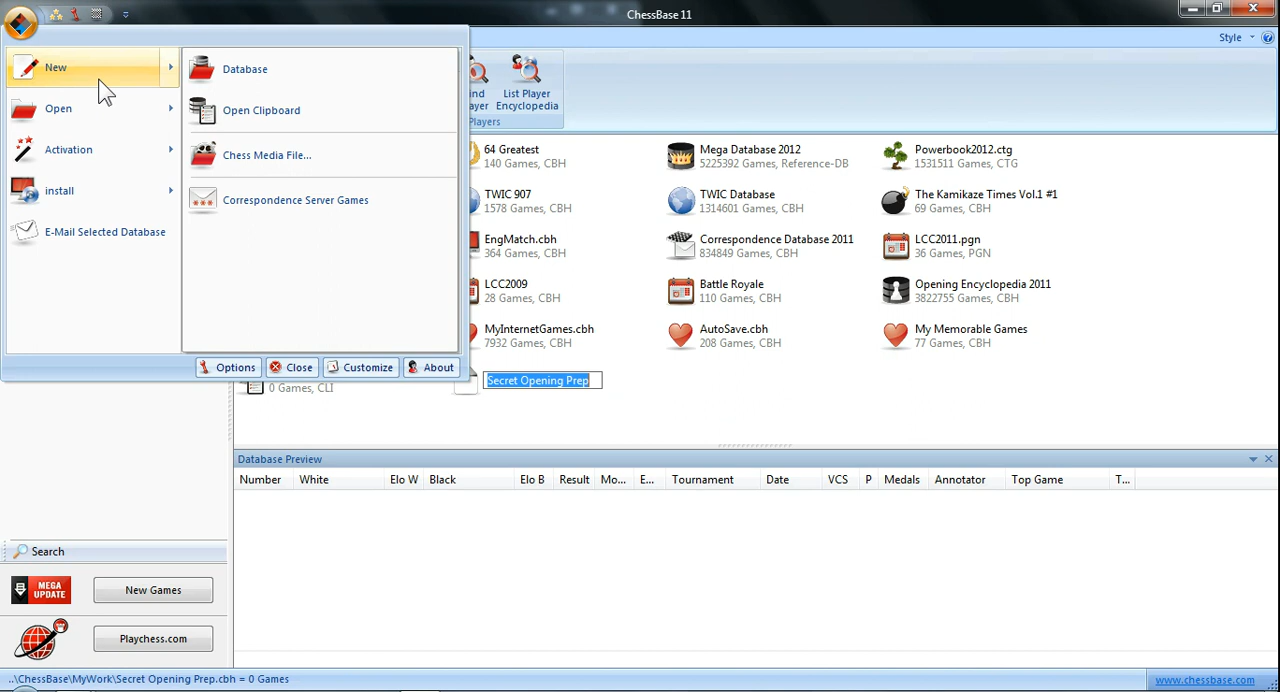 ChessBase 11
Style
New
Open
Activation
install
E-Mail Selected Database
Database
Open Clipboard
Chess Media File...
Correspondence Server Games
Options
Close
Customize
About
List Player
Encyclopedia
Players
64 Greatest
140 Games, CBH
Mega Database 2012
5225392 Games, Reference-DB
Powerbook2012.ctg
1531511 Games, CTG
TWIC 907
1578 Games, CBH
TWIC Database
1314601 Games, CBH
The Kamikaze Times Vol.1 #1
69 Games, CBH
EngMatch.cbh
364 Games, CBH
Correspondence Database 2011
834849 Games, CBH
LCC2011.pgn
36 Games, PGN
LCC2009
28 Games, CBH
Battle Royale
110 Games, CBH
Opening Encyclopedia 2011
3822755 Games, CBH
MyInternetGames.cbh
7932 Games, CBH
AutoSave.cbh
208 Games, CBH
My Memorable Games
77 Games, CBH
0 Games, CLI
Secret Opening Prep
Database Preview
Number White Elo W Black Elo B Result Mo... E... Tournament Date VCS P Medals Annotator Top Game T...
Search
MEGA
UPDATE
New Games
Playchess.com
..\ChessBase\MyWork\Secret Opening Prep.cbh = 0 Games
www.chessbase.com